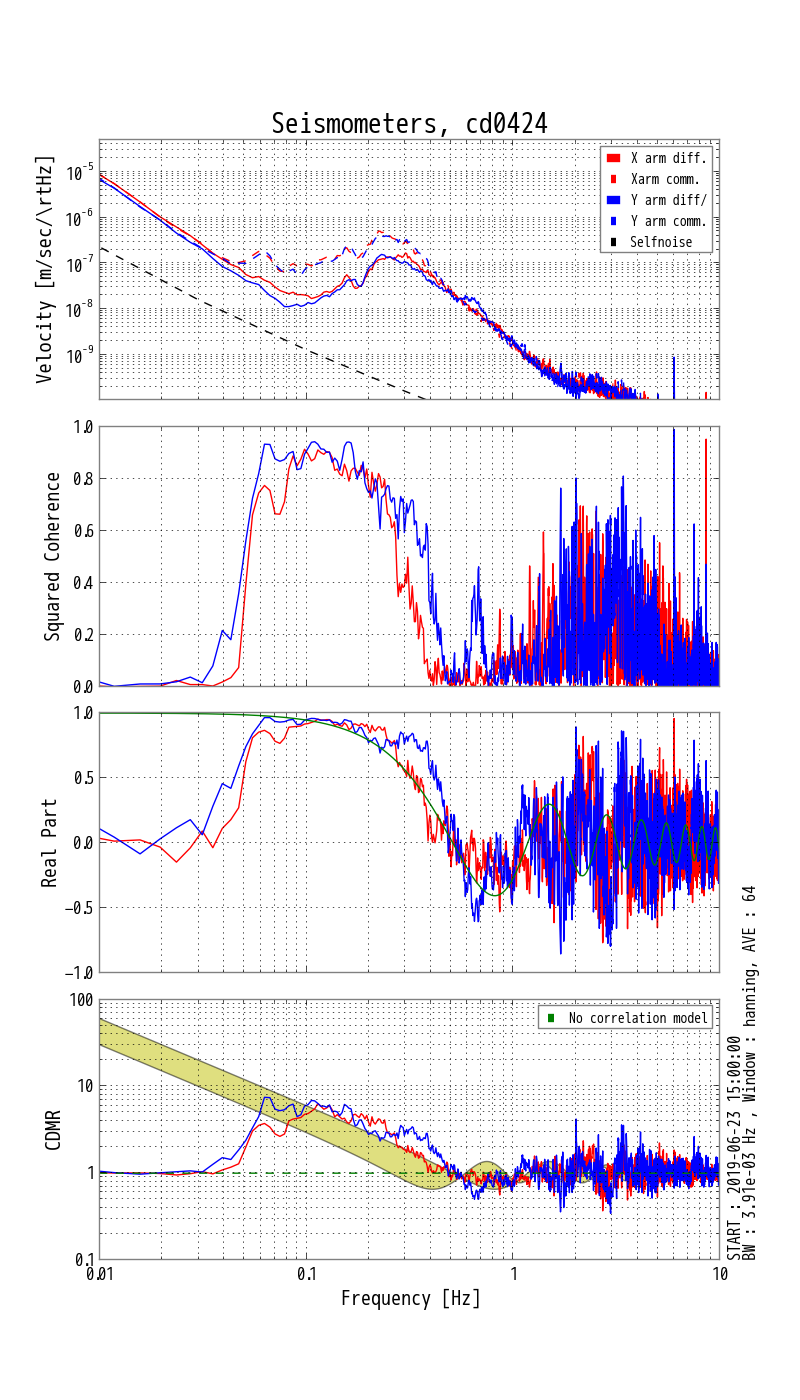 Seismometers, cd0424
Velocity [m/sec/\rtHz]
10^-5
10^-6
10^-7
10^-8
10^-9
X arm diff.
Xarm comm.
Y arm diff/
Y arm comm.
Selfnoise
Squared Coherence
1.0
0.8
0.6
0.4
0.2
0.0
Real Part
1.0
0.5
0.0
−0.5
−1.0
CDMR
100
10
1
0.1
No correlation model
0.01
0.1
1
10
Frequency [Hz]
START : 2019-06-23 15:00:00
BW : 3.91e-03 Hz , Window : hanning, AVE : 64